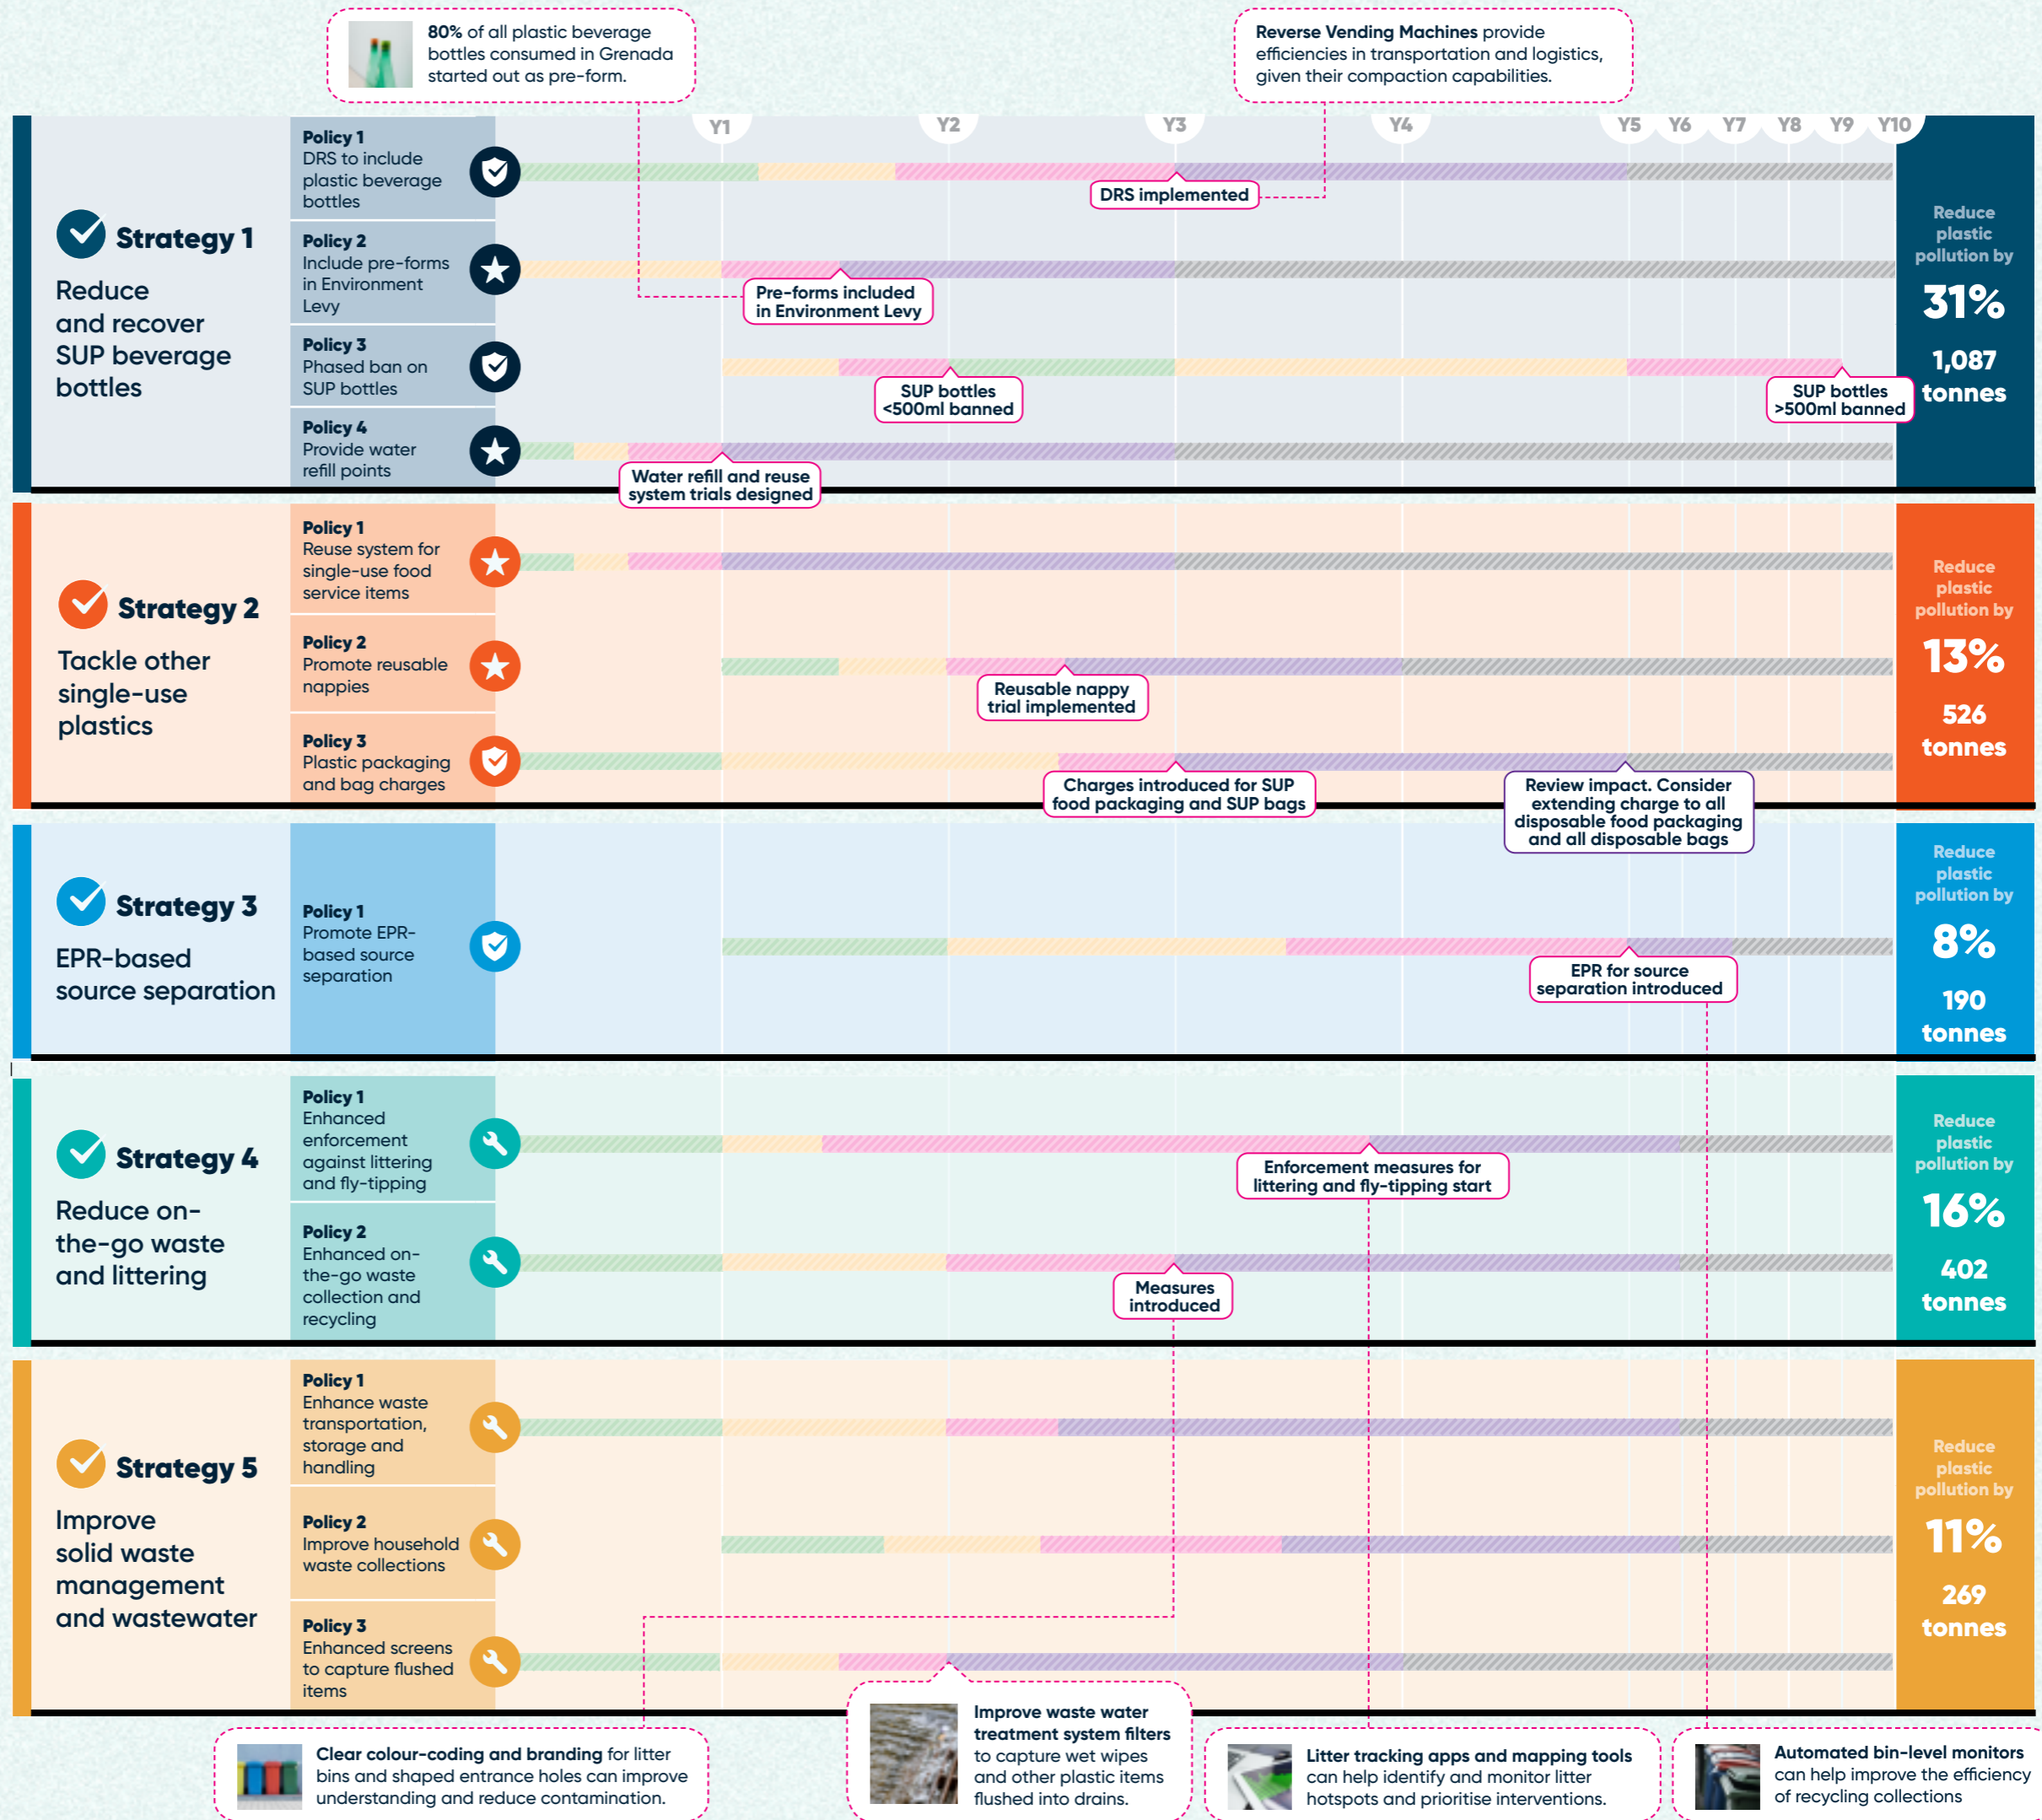 80% of all plastic beverage
bottles consumed in Grenada
started out as pre-form.
Reverse Vending Machines provide
efficiencies in transportation and logistics,
given their compaction capabilities.
Y1
Y2
Y3
Y4
Y5
Y6
Y7
Y8
Y9
Y10
Strategy 1
Reduce
and recover
SUP beverage
bottles
Policy 1
DRS to include
plastic beverage
bottles
DRS implemented
Policy 2
Include pre-forms
in Environment
Levy
Pre-forms included
in Environment Levy
Policy 3
Phased ban on
SUP bottles
SUP bottles
<500ml banned
SUP bottles
>500ml banned
Policy 4
Provide water
refill points
Water refill and reuse
system trials designed
Reduce
plastic
pollution by
31%
1,087
tonnes
Strategy 2
Tackle other
single-use
plastics
Policy 1
Reuse system for
single-use food
service items
Policy 2
Promote reusable
nappies
Reusable nappy
trial implemented
Policy 3
Plastic packaging
and bag charges
Charges introduced for SUP
food packaging and SUP bags
Review impact. Consider
extending charge to all
disposable food packaging
and all disposable bags
Reduce
plastic
pollution by
13%
526
tonnes
Strategy 3
EPR-based
source separation
Policy 1
Promote EPR-
based source
separation
EPR for source
separation introduced
Reduce
plastic
pollution by
8%
190
tonnes
Strategy 4
Reduce on-
the-go waste
and littering
Policy 1
Enhanced
enforcement
against littering
and fly-tipping
Enforcement measures for
littering and fly-tipping start
Policy 2
Enhanced on-
the-go waste
collection and
recycling
Measures
introduced
Reduce
plastic
pollution by
16%
402
tonnes
Strategy 5
Improve
solid waste
management
and wastewater
Policy 1
Enhance waste
transportation,
storage and
handling
Policy 2
Improve household
waste collections
Policy 3
Enhanced screens
to capture flushed
items
Reduce
plastic
pollution by
11%
269
tonnes
Clear colour-coding and branding for litter
bins and shaped entrance holes can improve
understanding and reduce contamination.
Improve waste water
treatment system filters
to capture wet wipes
and other plastic items
flushed into drains.
Litter tracking apps and mapping tools
can help identify and monitor litter
hotspots and prioritise interventions.
Automated bin-level monitors
can help improve the efficiency
of recycling collections